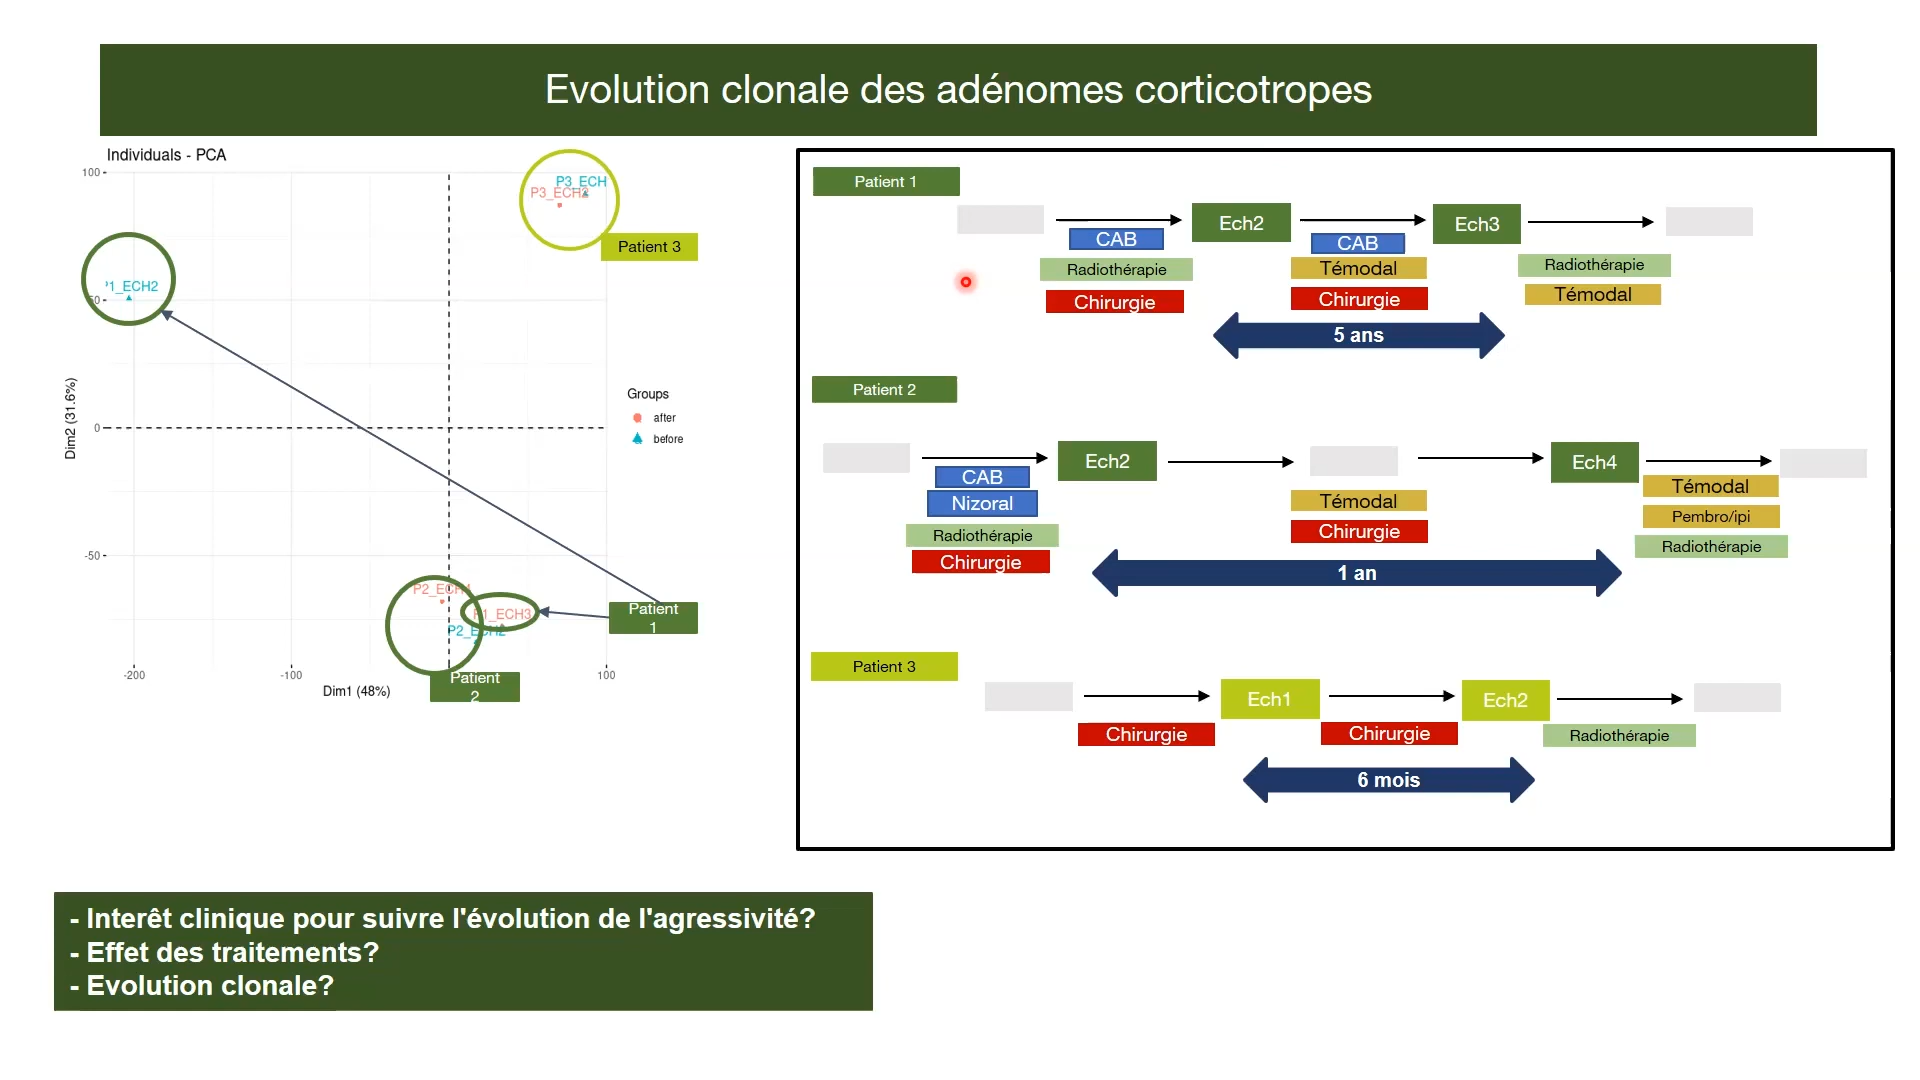 Evolution clonale des adénomes corticotropes
Individuals - PCA
100
50
0
-50
-200
-100
100
Dim1 (48%)
Dim2 (31.6%)
P3_ECH
P3_ECH2
Patient 3
P1_ECH2
Groups
after
before
P2_ECH4
P1_ECH3
P2_ECH2
Patient
1
Patient
2
Patient 1
Ech2
Ech3
CAB
Radiothérapie
Chirurgie
CAB
Témodal
Chirurgie
Radiothérapie
Témodal
5 ans
Patient 2
Ech2
Ech4
CAB
Nizoral
Radiothérapie
Chirurgie
Témodal
Chirurgie
Témodal
Pembro/ipi
Radiothérapie
1 an
Patient 3
Ech1
Ech2
Chirurgie
Chirurgie
Radiothérapie
6 mois
- Interêt clinique pour suivre l'évolution de l'agressivité?
- Effet des traitements?
- Evolution clonale?